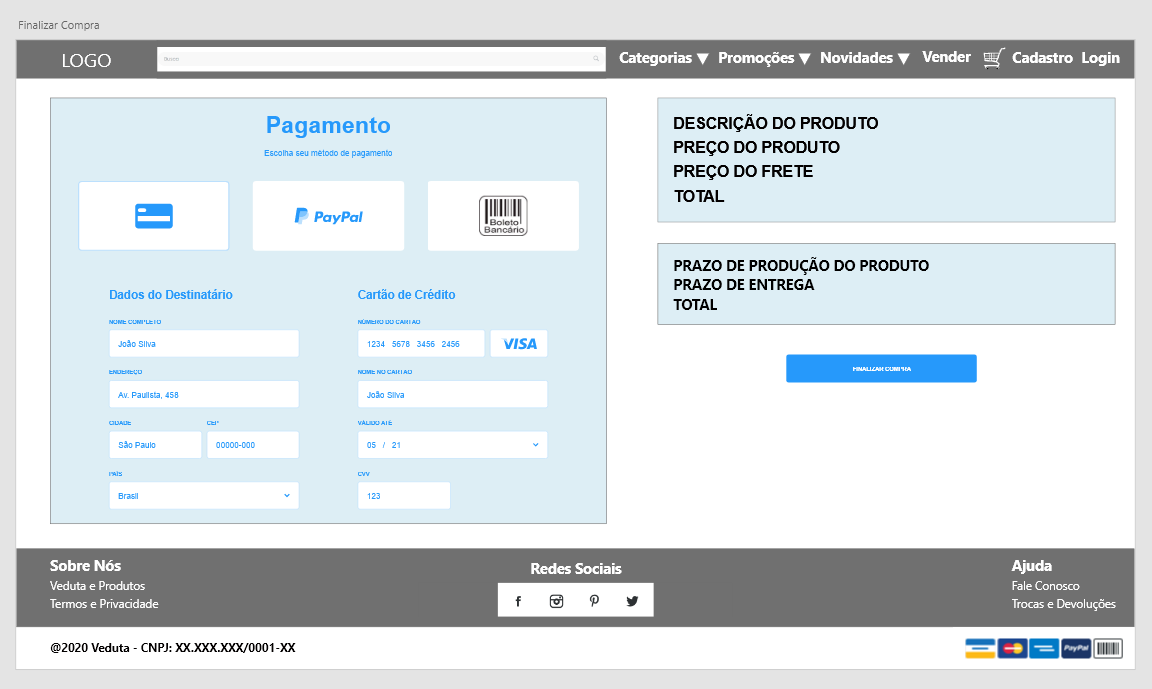 Finalizar Compra
LOGO
Busca
Categorias ▼ Promoções ▼ Novidades ▼ Vender Cadastro Login
Pagamento
Escolha seu método de pagamento
PayPal
Boleto
Bancário
Dados do Destinatário
NOME COMPLETO
João Silva
ENDEREÇO
Av. Paulista, 458
CIDADE CEP
São Paulo 00000-000
PAÍS
Brasil
Cartão de Crédito
NÚMERO DO CARTÃO
1234 5678 3456 2456 VISA
NOME NO CARTÃO
João Silva
VÁLIDO ATÉ
05 / 21
CVV
123
DESCRIÇÃO DO PRODUTO
PREÇO DO PRODUTO
PREÇO DO FRETE
TOTAL
PRAZO DE PRODUÇÃO DO PRODUTO
PRAZO DE ENTREGA
TOTAL
FINALIZAR COMPRA
Sobre Nós
Veduta e Produtos
Termos e Privacidade
Redes Sociais
Ajuda
Fale Conosco
Trocas e Devoluções
@2020 Veduta - CNPJ: XX.XXX.XXX/0001-XX
PayPal